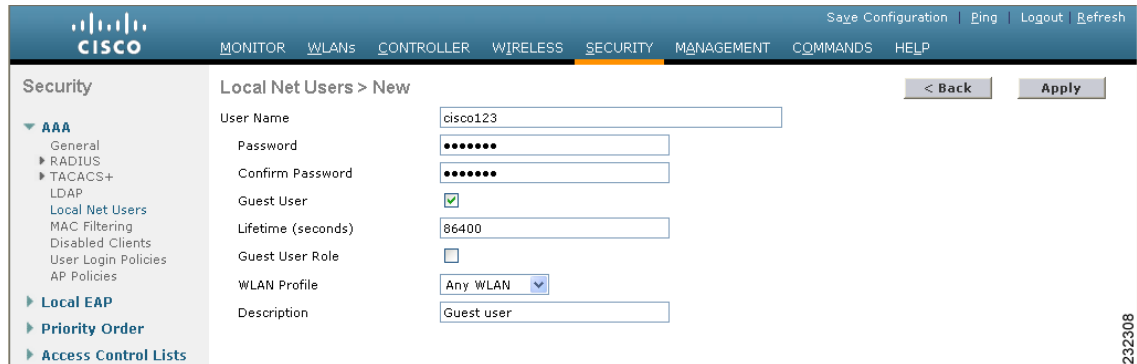 Save Configuration | Ping | Logout | Refresh
CISCO
MONITOR WLANs CONTROLLER WIRELESS SECURITY MANAGEMENT COMMANDS HELP
Security
AAA
General
RADIUS
TACACS+
LDAP
Local Net Users
MAC Filtering
Disabled Clients
User Login Policies
AP Policies
Local EAP
Priority Order
Access Control Lists
Local Net Users > New
< Back
Apply
User Name cisco123
Password •••••••
Confirm Password •••••••
Guest User
Lifetime (seconds) 86400
Guest User Role
WLAN Profile Any WLAN
Description Guest user
232308